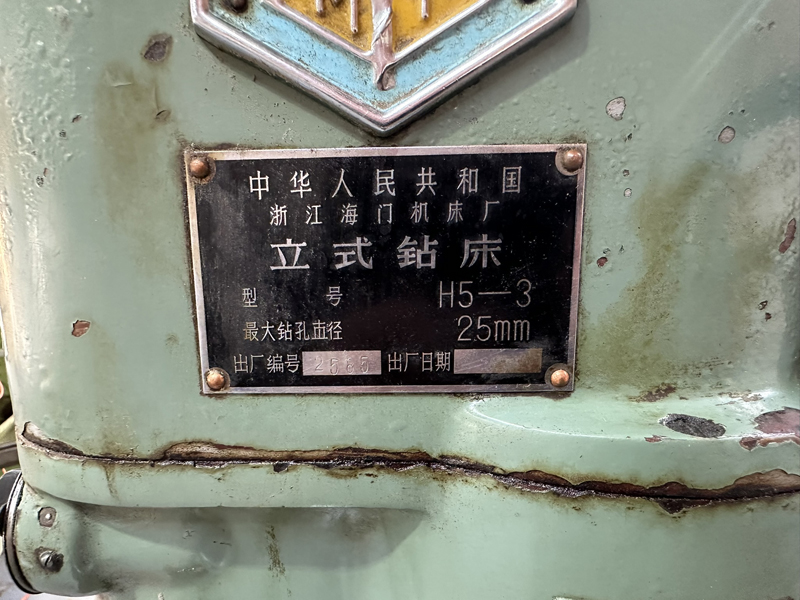 中华人民共和国
浙江海门机床厂
立式钻床
型号 H5-3
最大钻孔直径 25mm
出厂编号 2565 出厂日期